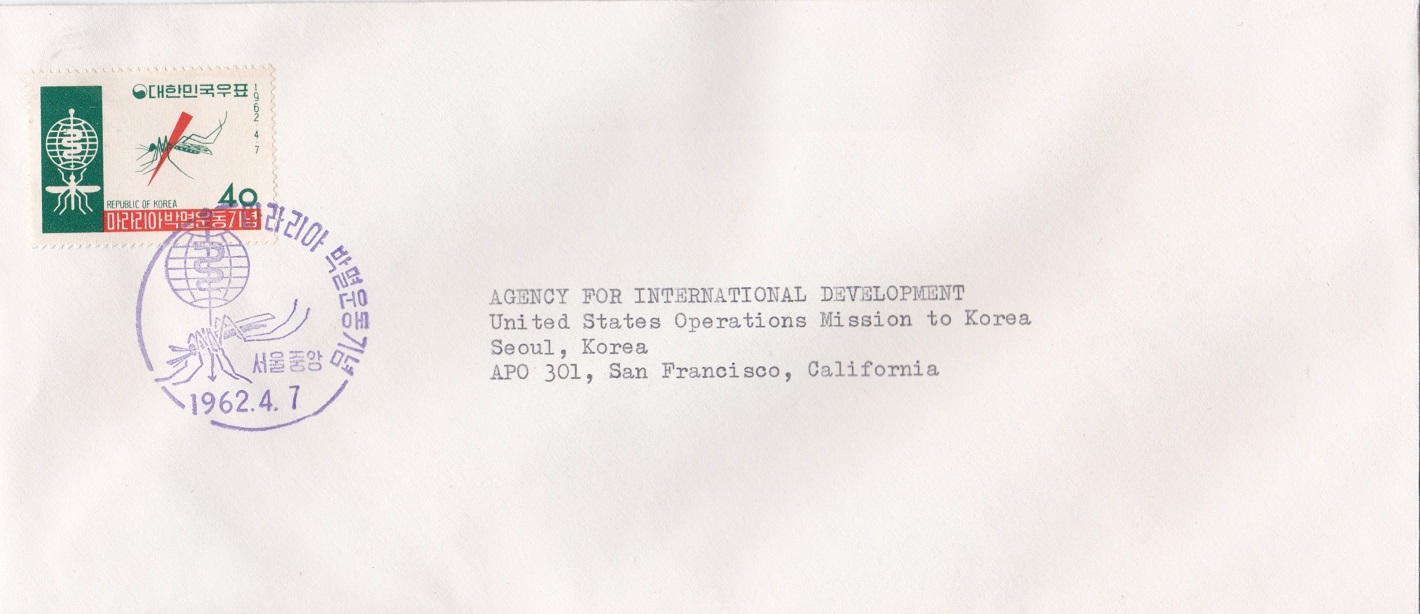 대한민국우표
1962 4.7
40
REPUBLIC OF KOREA
마라리아박멸운동기념
마라리아 박멸운동기념
서울중앙
1962.4.7
AGENCY FOR INTERNATIONAL DEVELOPMENT
United States Operations Mission to Korea
Seoul, Korea
APO 301, San Francisco, California